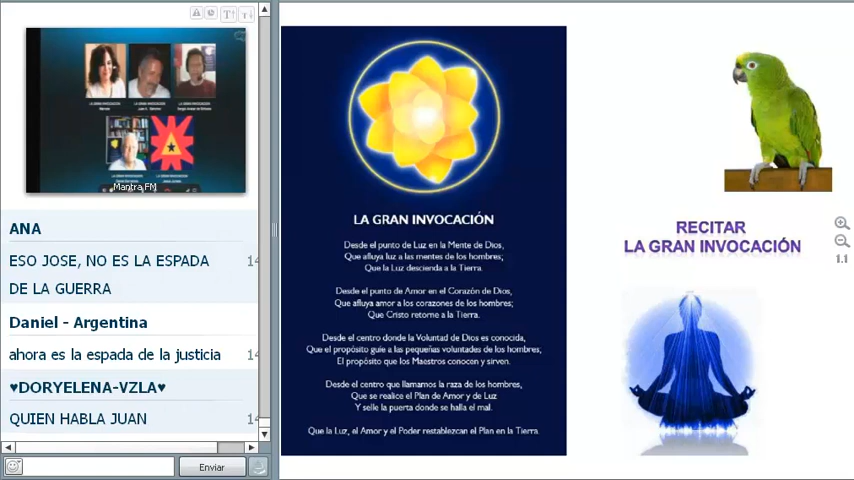 Mantra FM
ANA
ESO JOSE, NO ES LA ESPADA
DE LA GUERRA
Daniel - Argentina
ahora es la espada de la justicia
♥DORYELENA-VZLA♥
QUIEN HABLA JUAN
Enviar
LA GRAN INVOCACIÓN
Desde el punto de Luz en la Mente de Dios,
Que afluya luz a las mentes de los hombres;
Que la Luz descienda a la Tierra.
Desde el punto de Amor en el Corazón de Dios,
Que afluya amor a los corazones de los hombres;
Que Cristo retorne a la Tierra.
Desde el centro donde la Voluntad de Dios es conocida,
Que el propósito guíe a las pequeñas voluntades de los hombres;
El propósito que los Maestros conocen y sirven.
Desde el centro que llamamos la raza de los hombres,
Que se realice el Plan de Amor y de Luz
Y selle la puerta donde se halla el mal.
Que la Luz, el Amor y el Poder restablezcan el Plan en la Tierra.
RECITAR
LA GRAN INVOCACIÓN
1.1